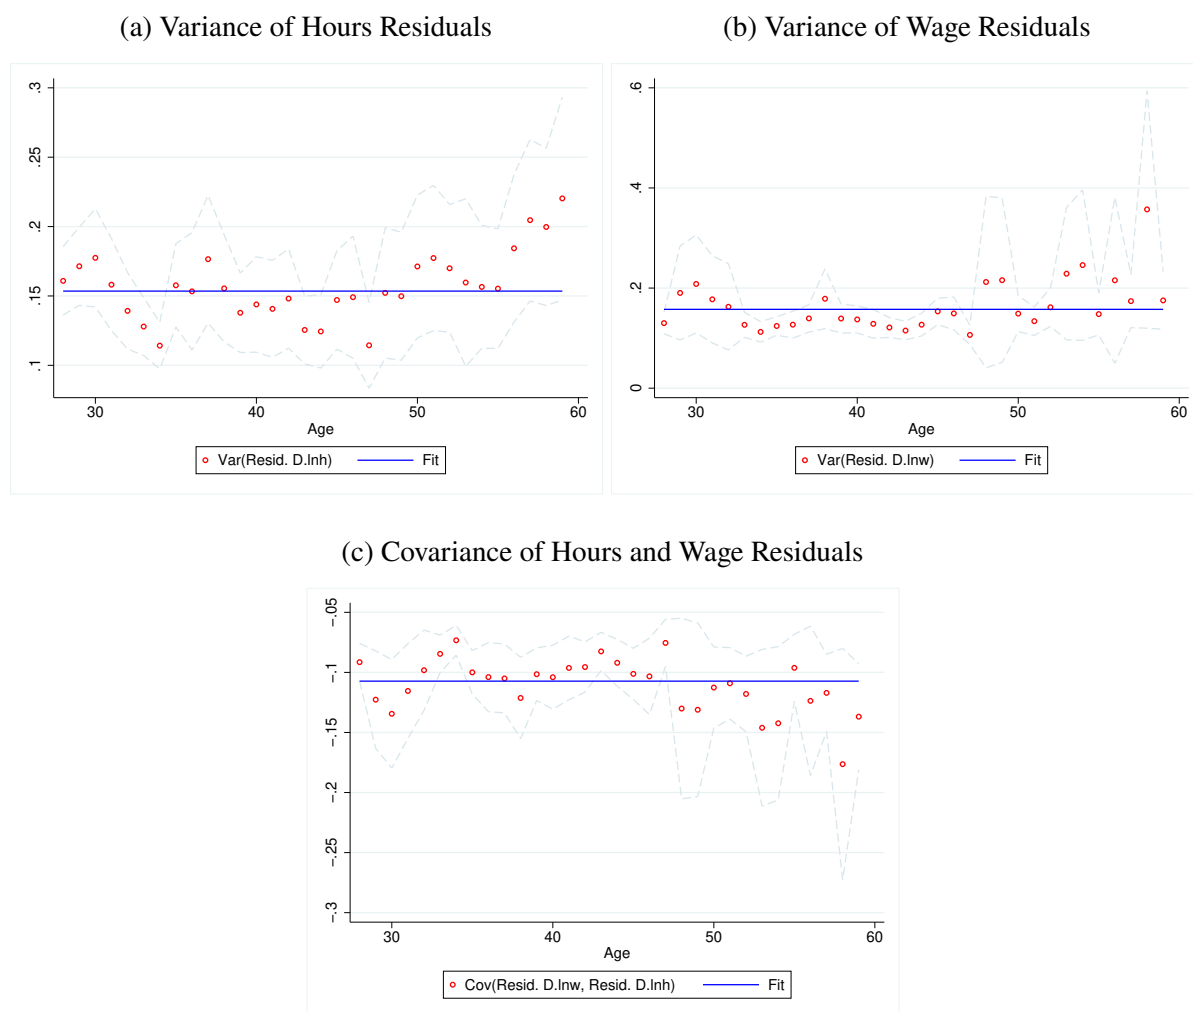 (a) Variance of Hours Residuals
.3
.25
.2
.15
.1
30 40 50 60
Age
Var(Resid. D.lnh) Fit
(b) Variance of Wage Residuals
.6
.4
.2
0
30 40 50 60
Age
Var(Resid. D.lnw) Fit
(c) Covariance of Hours and Wage Residuals
-.05
-.1
-.15
-.2
-.25
-.3
30 40 50 60
Age
Cov(Resid. D.lnw, Resid. D.lnh) Fit